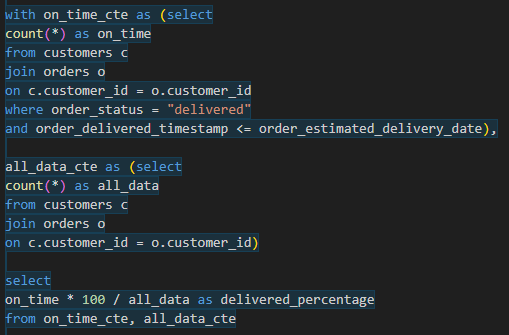 with on_time_cte as (select
count(*) as on_time
from customers c
join orders o
on c.customer_id = o.customer_id
where order_status = "delivered"
and order_delivered_timestamp <= order_estimated_delivery_date),
all_data_cte as (select
count(*) as all_data
from customers c
join orders o
on c.customer_id = o.customer_id)
select
on_time * 100 / all_data as delivered_percentage
from on_time_cte, all_data_cte